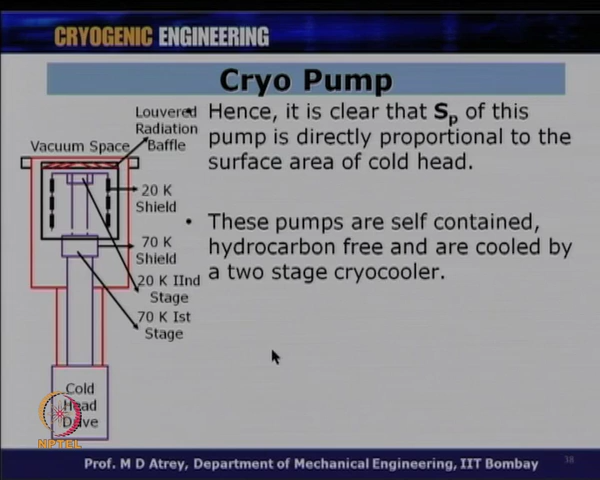 CRYOGENIC ENGINEERING
Cryo Pump
Louvered
Radiation
Baffle
Vacuum Space
20 K
Shield
70 K
Shield
20 K IInd
Stage
70 K Ist
Stage
Cold
Head
Drive
• Hence, it is clear that Sp of this
pump is directly proportional to the
surface area of cold head.
• These pumps are self contained,
hydrocarbon free and are cooled by
a two stage cryocooler.
NPTEL
Prof. M D Atrey, Department of Mechanical Engineering, IIT Bombay
38